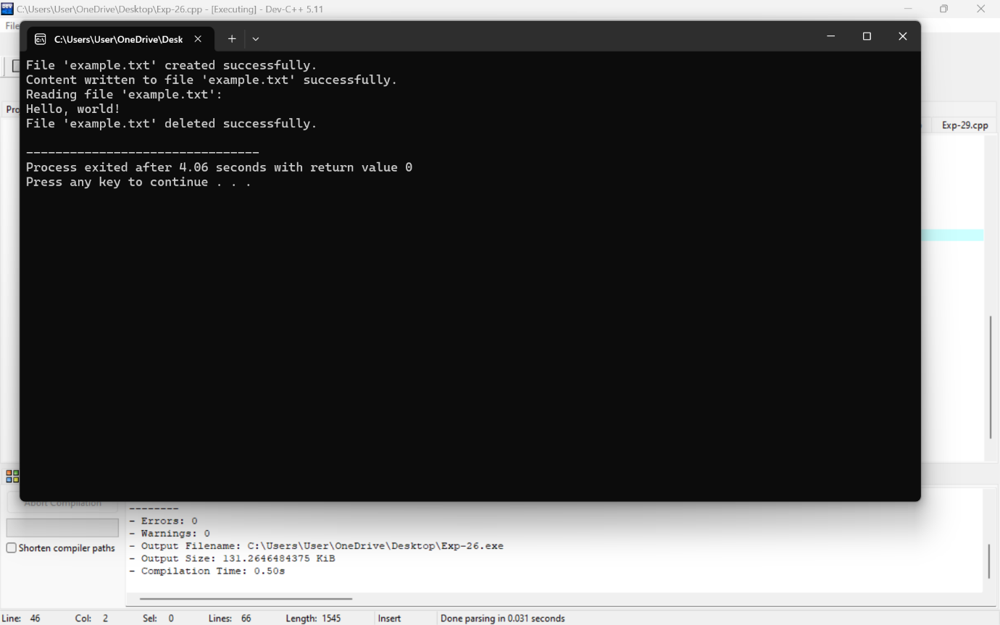 C:\Users\User\OneDrive\Desktop\Exp-26.cpp - [Executing] - Dev-C++ 5.11
File
C:\Users\User\OneDrive\Desk
File 'example.txt' created successfully.
Content written to file 'example.txt' successfully.
Reading file 'example.txt':
Hello, world!
File 'example.txt' deleted successfully.
--------------------------------
Process exited after 4.06 seconds with return value 0
Press any key to continue . . .
Pro
Exp-29.cpp
Abort Compilation
Shorten compiler paths
--------
- Errors: 0
- Warnings: 0
- Output Filename: C:\Users\User\OneDrive\Desktop\Exp-26.exe
- Output Size: 131.2646484375 KiB
- Compilation Time: 0.50s
Line: 46 Col: 2 Sel: 0 Lines: 66 Length: 1545 Insert Done parsing in 0.031 seconds